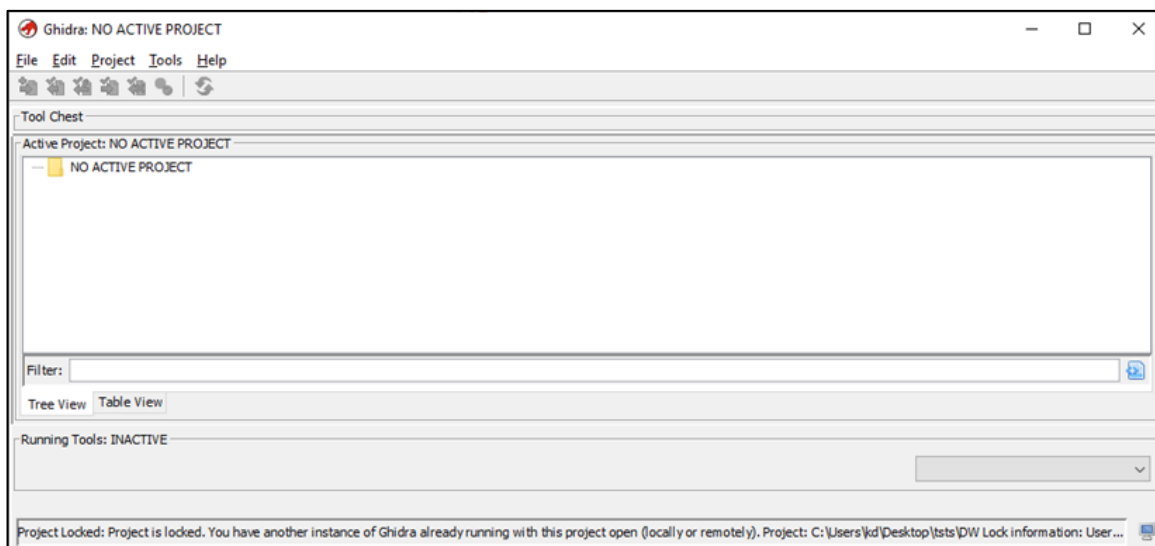 Ghidra: NO ACTIVE PROJECT
File Edit Project Tools Help
Tool Chest
Active Project: NO ACTIVE PROJECT
NO ACTIVE PROJECT
Filter:
Tree View Table View
Running Tools: INACTIVE
Project Locked: Project is locked. You have another instance of Ghidra already running with this project open (locally or remotely). Project: C:\Users\kd\Desktop\tsts\DW Lock information: User...